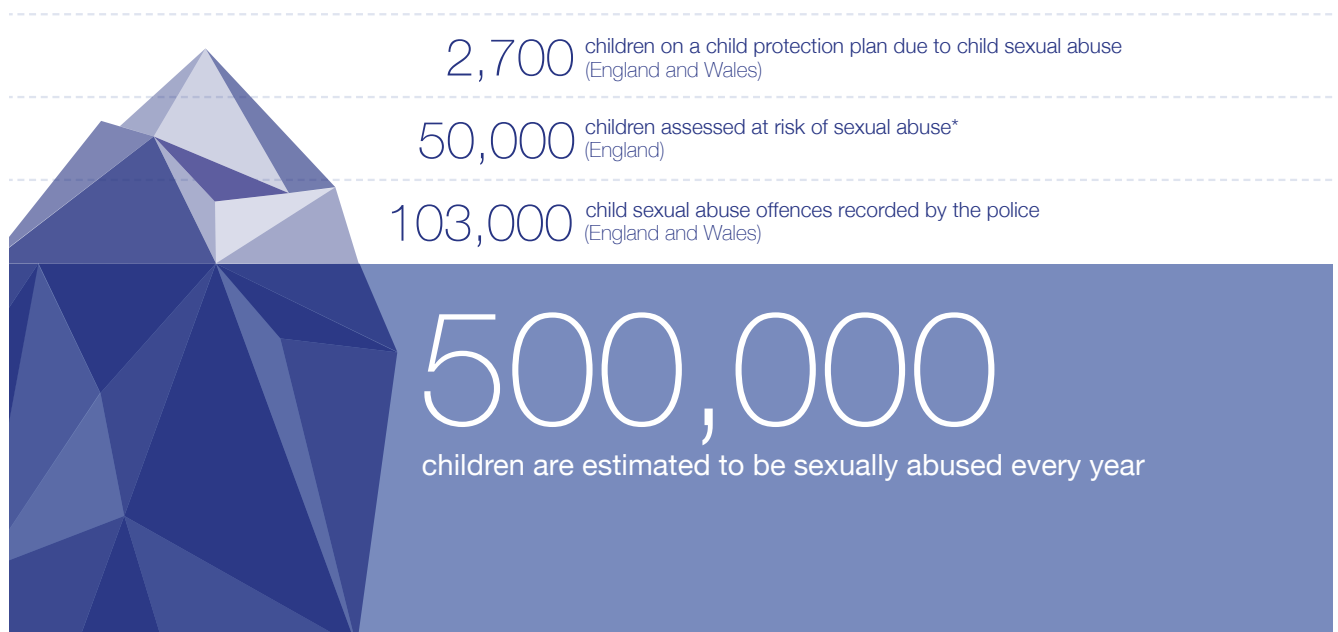 2,700 children on a child protection plan due to child sexual abuse
(England and Wales)
50,000 children assessed at risk of sexual abuse*
(England)
103,000 child sexual abuse offences recorded by the police
(England and Wales)
500,000
children are estimated to be sexually abused every year